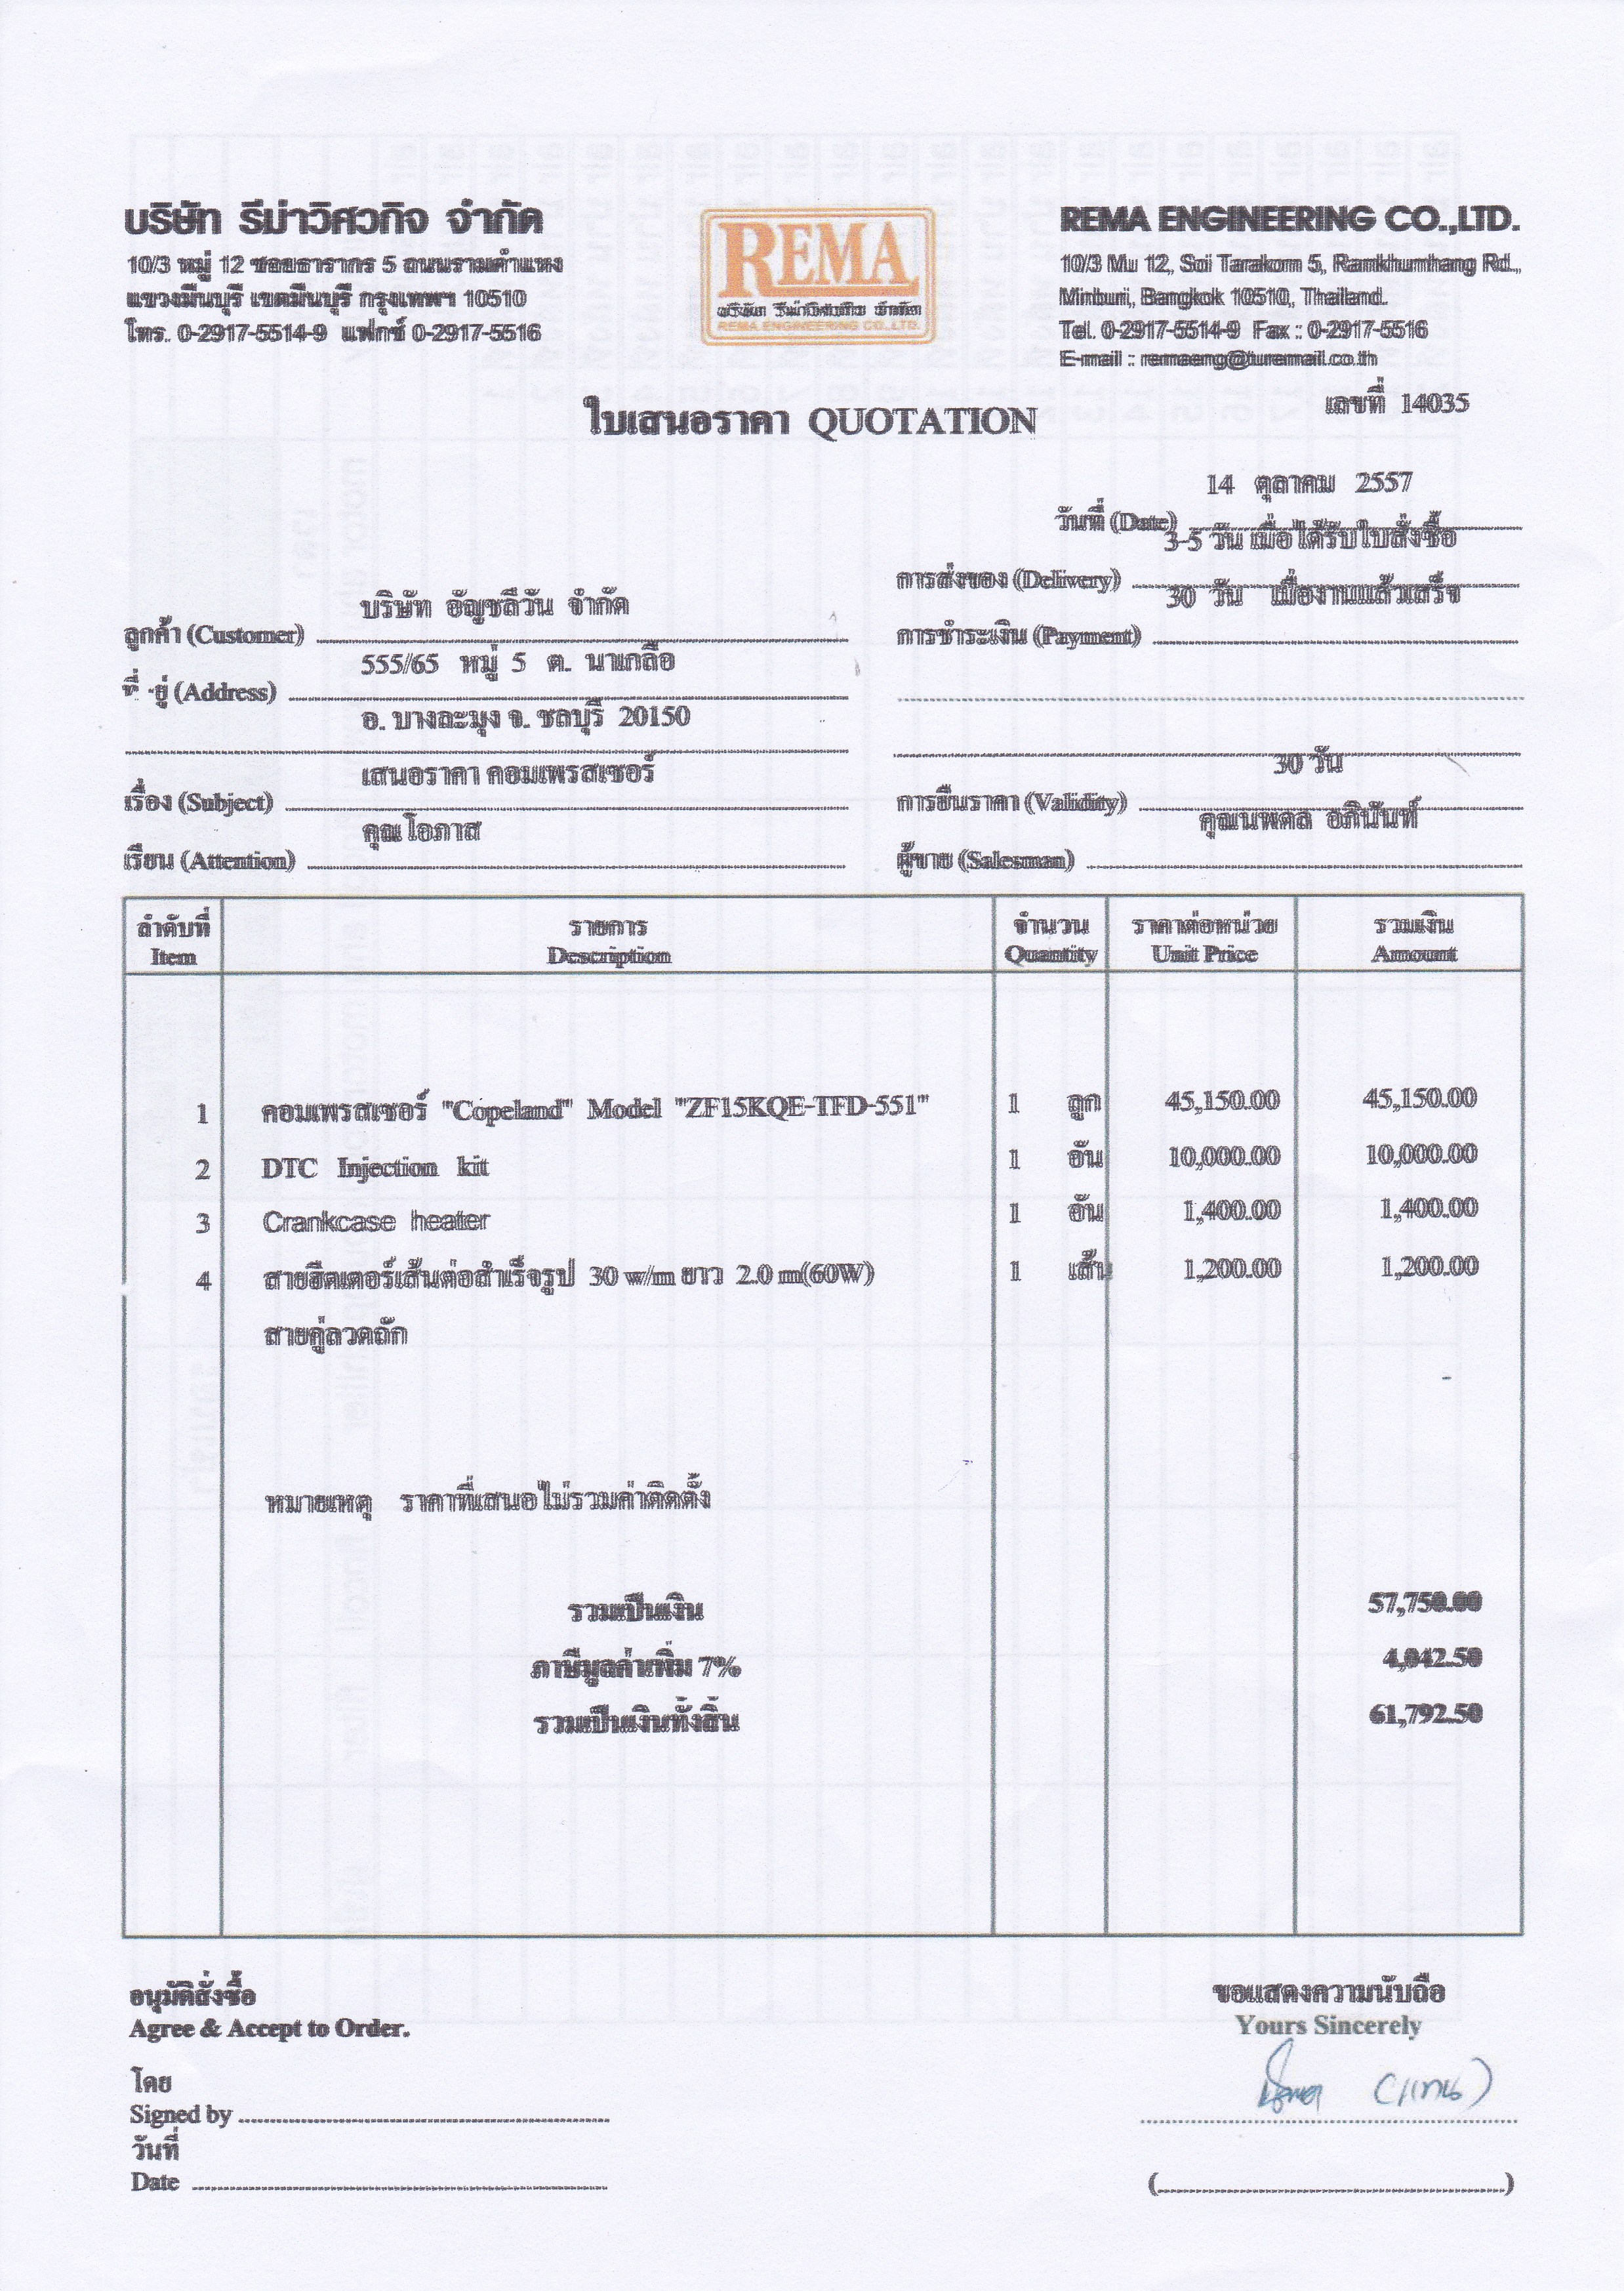 บริษัท รีม่าวิศวกิจ จำกัด
10/3 หมู่ 12 ซอยธารากร 5 ถนนรามคำแหง
แขวงมีนบุรี เขตมีนบุรี กรุงเทพฯ 10510
โทร. 0-2917-5514-9 แฟกซ์ 0-2917-5516
REMA
บริษัท รีม่าวิศวกิจ จำกัด
REMA ENGINEERING CO.,LTD.
REMA ENGINEERING CO.,LTD.
10/3 Mu 12, Soi Tarakorn 5, Ramkhumhang Rd.,
Minburi, Bangkok 10510, Thailand.
Tel. 0-2917-5514-9 Fax : 0-2917-5516
E-mail : remaeng@truemail.co.th
เลขที่ 14035
ใบเสนอราคา QUOTATION
วันที่ (Date) 14 ตุลาคม 2557
การส่งของ (Delivery) 3-5 วัน เมื่อได้รับใบสั่งซื้อ
ลูกค้า (Customer) บริษัท อัญชลีวัน จำกัด
การชำระเงิน (Payment) 30 วัน เมื่องานแล้วเสร็จ
ที่ ยู่ (Address) 555/65 หมู่ 5 ต. นาเกลือ
อ. บางละมุง จ. ชลบุรี 20150
เรื่อง (Subject) เสนอราคา คอมเพรสเซอร์
การยืนราคา (Validity) 30 วัน
เรียน (Attention) คุณโอภาส
ผู้ขาย (Salesman) คุณนพดล อภินันท์
ลำดับที่ รายการ จำนวน ราคาต่อหน่วย รวมเงิน
Item Description Quantity Unit Price Amount
1 คอมเพรสเซอร์ "Copeland" Model "ZF15KQE-TFD-551" 1 ลูก 45,150.00 45,150.00
2 DTC Injection kit 1 อัน 10,000.00 10,000.00
3 Crankcase heater 1 อัน 1,400.00 1,400.00
4 สายฮีตเตอร์เส้นต่อสำเร็จรูป 30 w/m ยาว 2.0 m(60W) 1 เส้น 1,200.00 1,200.00
สายคู่ลวดถัก
หมายเหตุ ราคาที่เสนอไม่รวมค่าติดตั้ง
รวมเป็นเงิน 57,750.00
ภาษีมูลค่าเพิ่ม 7% 4,042.50
รวมเป็นเงินทั้งสิ้น 61,792.50
อนุมัติสั่งซื้อ
Agree & Accept to Order.
ขอแสดงความนับถือ
Yours Sincerely
โดย
Signed by
(แทน)
วันที่
Date